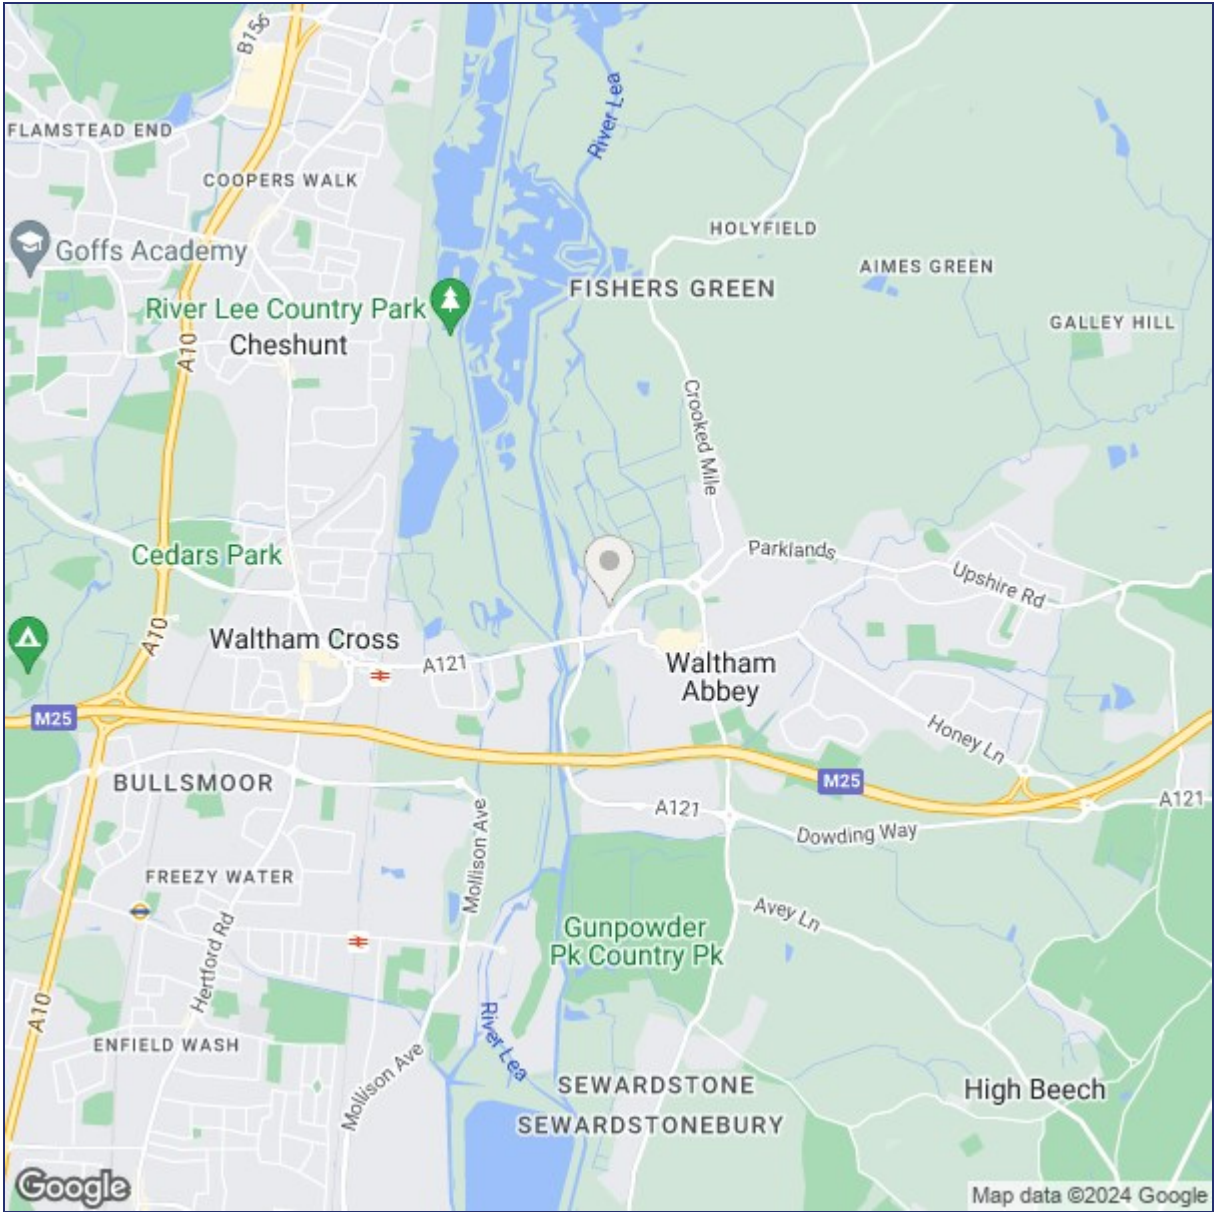 B156
River Lea
FLAMSTEAD END
COOPERS WALK
HOLYFIELD
Goffs Academy
AIMES GREEN
FISHERS GREEN
River Lee Country Park
GALLEY HILL
Cheshunt
A10
Crooked Mile
Cedars Park
Parklands
Upshire Rd
A10
Waltham Cross
A121
Waltham
Abbey
M25
Honey Ln
BULLSMOOR
M25
A121
A121
Mollison Ave
Dowding Way
FREEZY WATER
Avey Ln
Hertford Rd
Gunpowder
Pk Country Pk
A10
River Lea
ENFIELD WASH
Mollison Ave
SEWARDSTONE
High Beech
SEWARDSTONEBURY
Google
Map data ©2024 Google